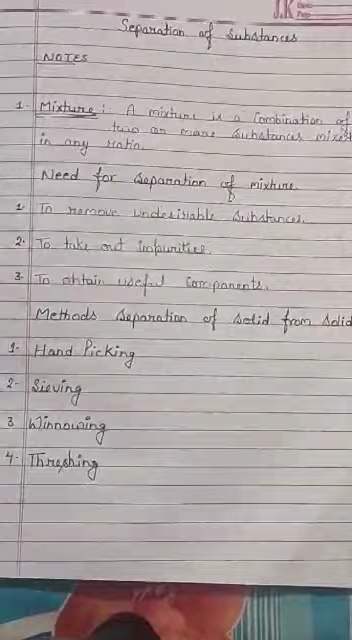 J.K
Separation of Substances
NOTES
1. Mixture :- A mixture is a Combination of
two or more Substances mixed
in any ratio.
Need for Separation of mixture
1. To remove undesirable Substances.
2. To take out impurities.
3. To obtain useful Components.
Methods Separation of Solid from Solid
1- Hand Picking
2- Sieving
3 Winnowing
4- Threshing